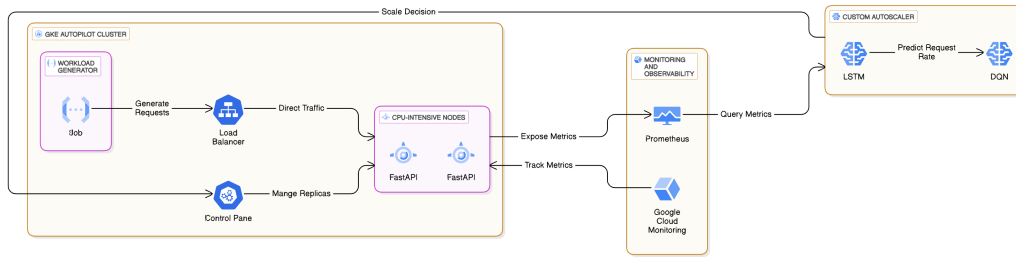 Scale Decision
GKE AUTOPILOT CLUSTER
WORKLOAD
GENERATOR
Job
Generate
Requests
Load
Balancer
Direct Traffic
CPU-INTENSIVE NODES
FastAPI
FastAPI
Control Pane
Mange Replicas
Expose Metrics
Track Metrics
MONITORING
AND
OBSERVABILITY
Prometheus
Google
Cloud
Monitoring
Query Metrics
CUSTOM AUTOSCALER
LSTM
Predict Request
Rate
DQN